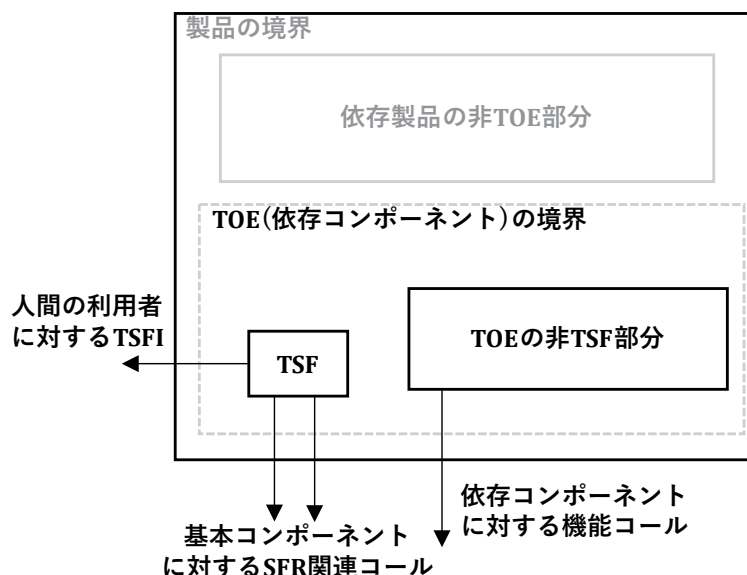 製品の境界
依存製品の非TOE部分
TOE(依存コンポーネント)の境界
人間の利用者
に対するTSFI
TSF
TOEの非TSF部分
依存コンポーネント
に対する機能コール
基本コンポーネント
に対するSFR関連コール